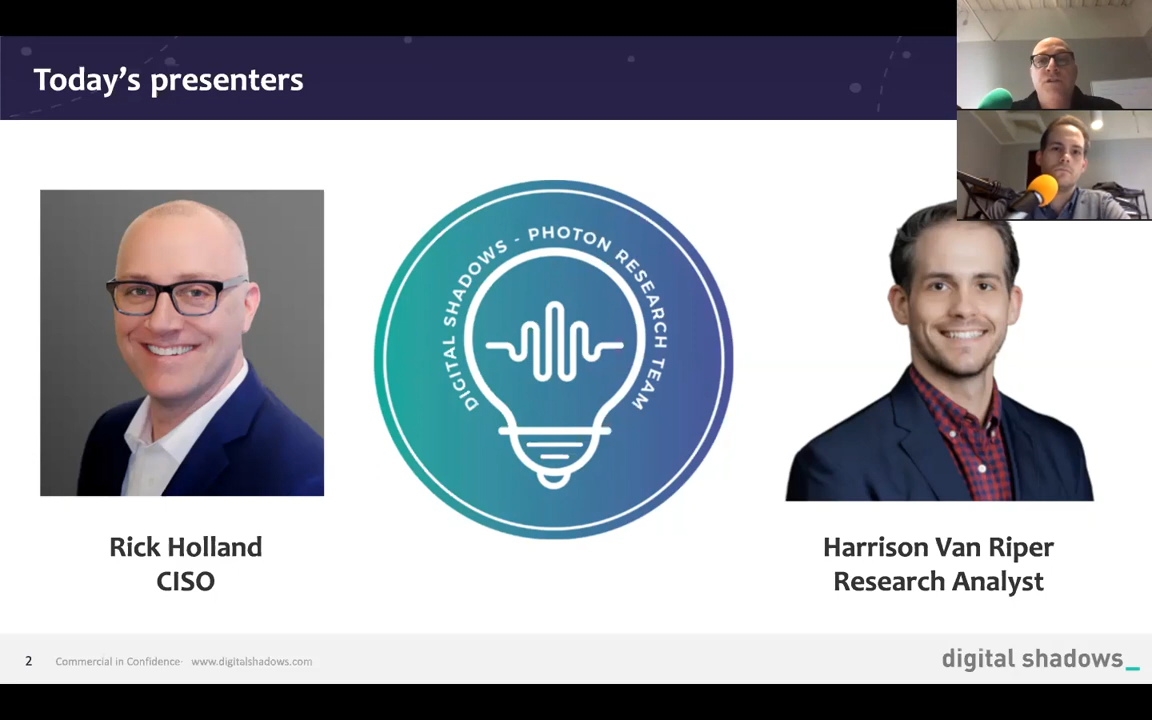 Today's presenters
DIGITAL SHADOWS - PHOTON RESEARCH TEAM
Rick Holland
CISO
Harrison Van Riper
Research Analyst
2
Commercial in Confidence
www.digitalshadows.com
digital shadows_